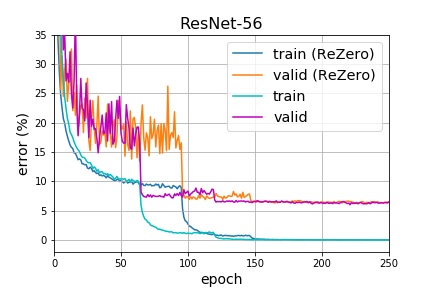 ResNet-56
error (%)
35
30
25
20
15
10
5
0
train (ReZero)
valid (ReZero)
train
valid
0 50 100 150 200 250
epoch